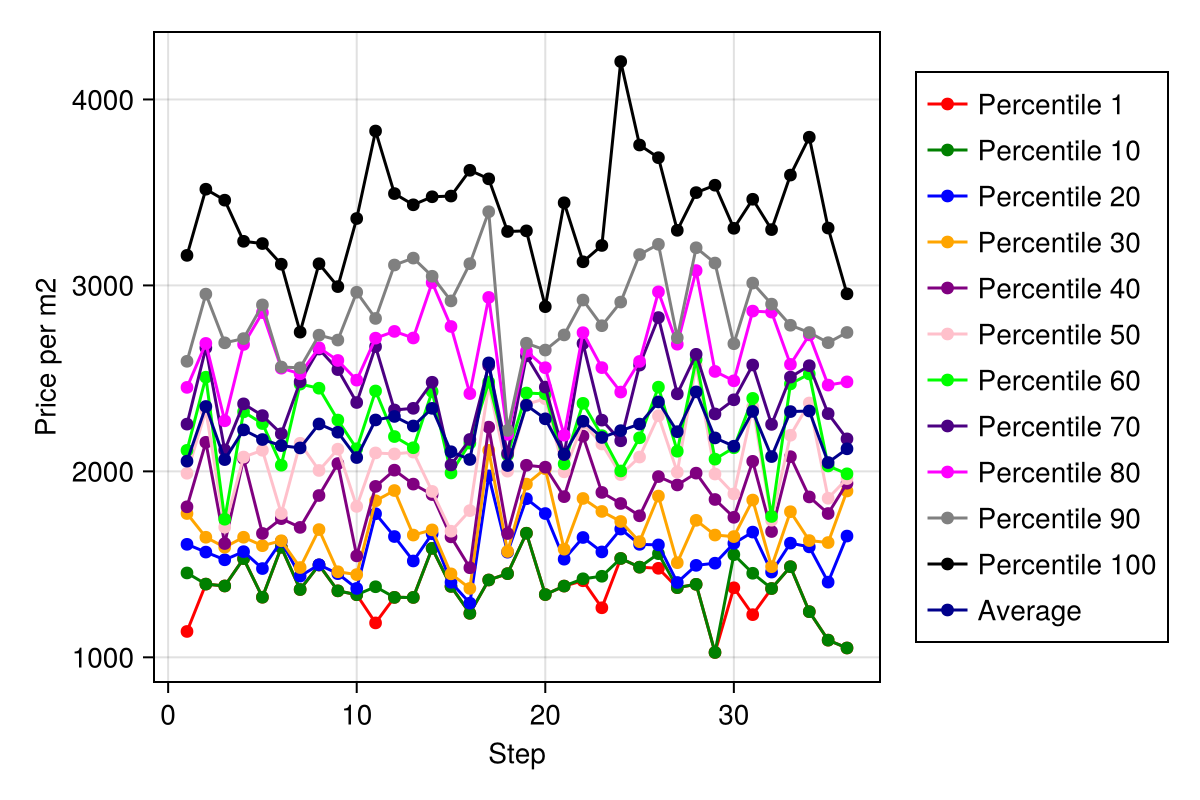 4000
3000
2000
1000
Price per m2
0 10 20 30
Step
Percentile 1
Percentile 10
Percentile 20
Percentile 30
Percentile 40
Percentile 50
Percentile 60
Percentile 70
Percentile 80
Percentile 90
Percentile 100
Average